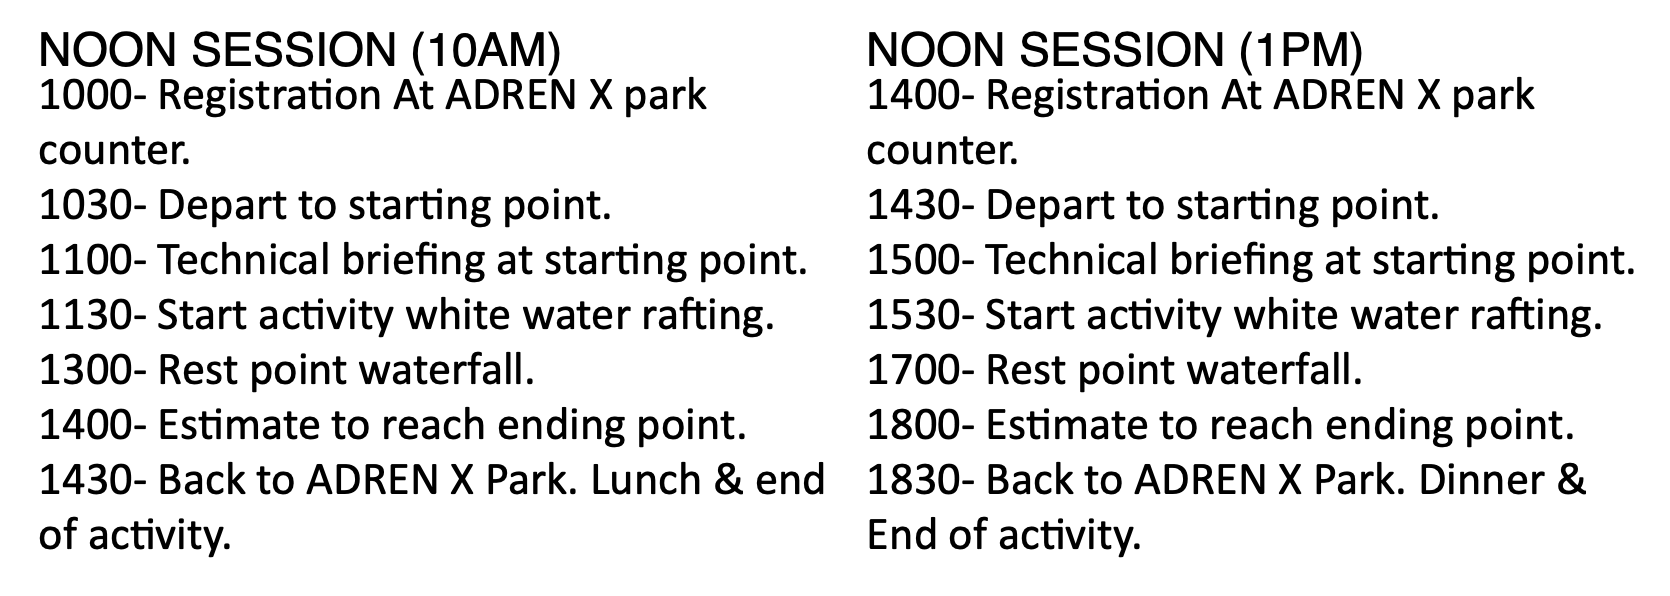 NOON SESSION (10AM)
1000- Registration At ADREN X park
counter.
1030- Depart to starting point.
1100- Technical briefing at starting point.
1130- Start activity white water rafting.
1300- Rest point waterfall.
1400- Estimate to reach ending point.
1430- Back to ADREN X Park. Lunch & end
of activity.
NOON SESSION (1PM)
1400- Registration At ADREN X park
counter.
1430- Depart to starting point.
1500- Technical briefing at starting point.
1530- Start activity white water rafting.
1700- Rest point waterfall.
1800- Estimate to reach ending point.
1830- Back to ADREN X Park. Dinner &
End of activity.